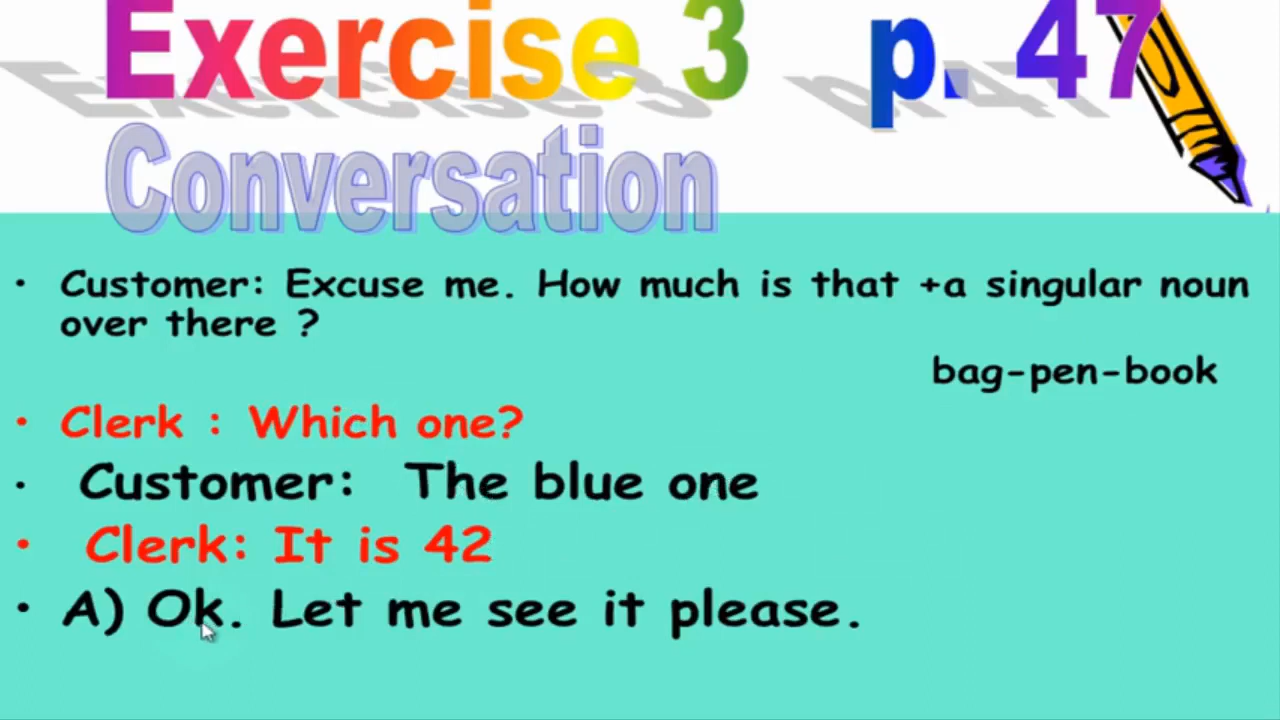 Exercise 3 p. 47
Conversation
• Customer: Excuse me. How much is that +a singular noun
over there ?
bag-pen-book
• Clerk : Which one?
• Customer: The blue one
• Clerk: It is 42
• A) Ok. Let me see it please.